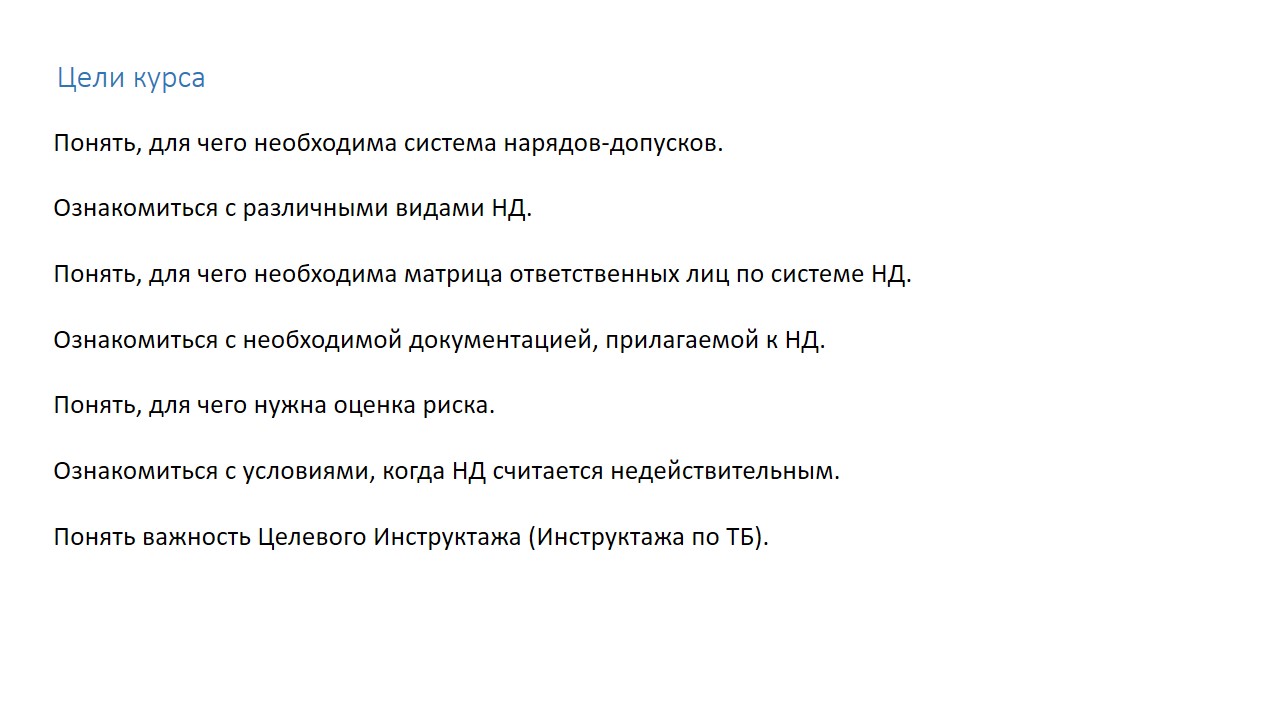 Цели курса
Понять, для чего необходима система нарядов-допусков.
Ознакомиться с различными видами НД.
Понять, для чего необходима матрица ответственных лиц по системе НД.
Ознакомиться с необходимой документацией, прилагаемой к НД.
Понять, для чего нужна оценка риска.
Ознакомиться с условиями, когда НД считается недействительным.
Понять важность Целевого Инструктажа (Инструктажа по ТБ).